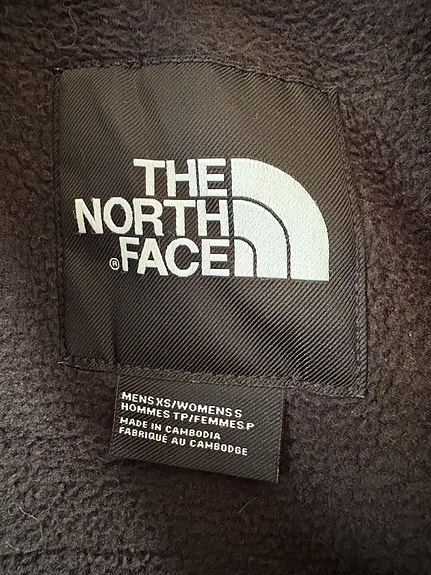 THE
NORTH
® FACE
MENS XS/WOMENS S
HOMMES TP/FEMMES.P
MADE IN CAMBODIA
FABRIQUÉ AU CAMBODGE